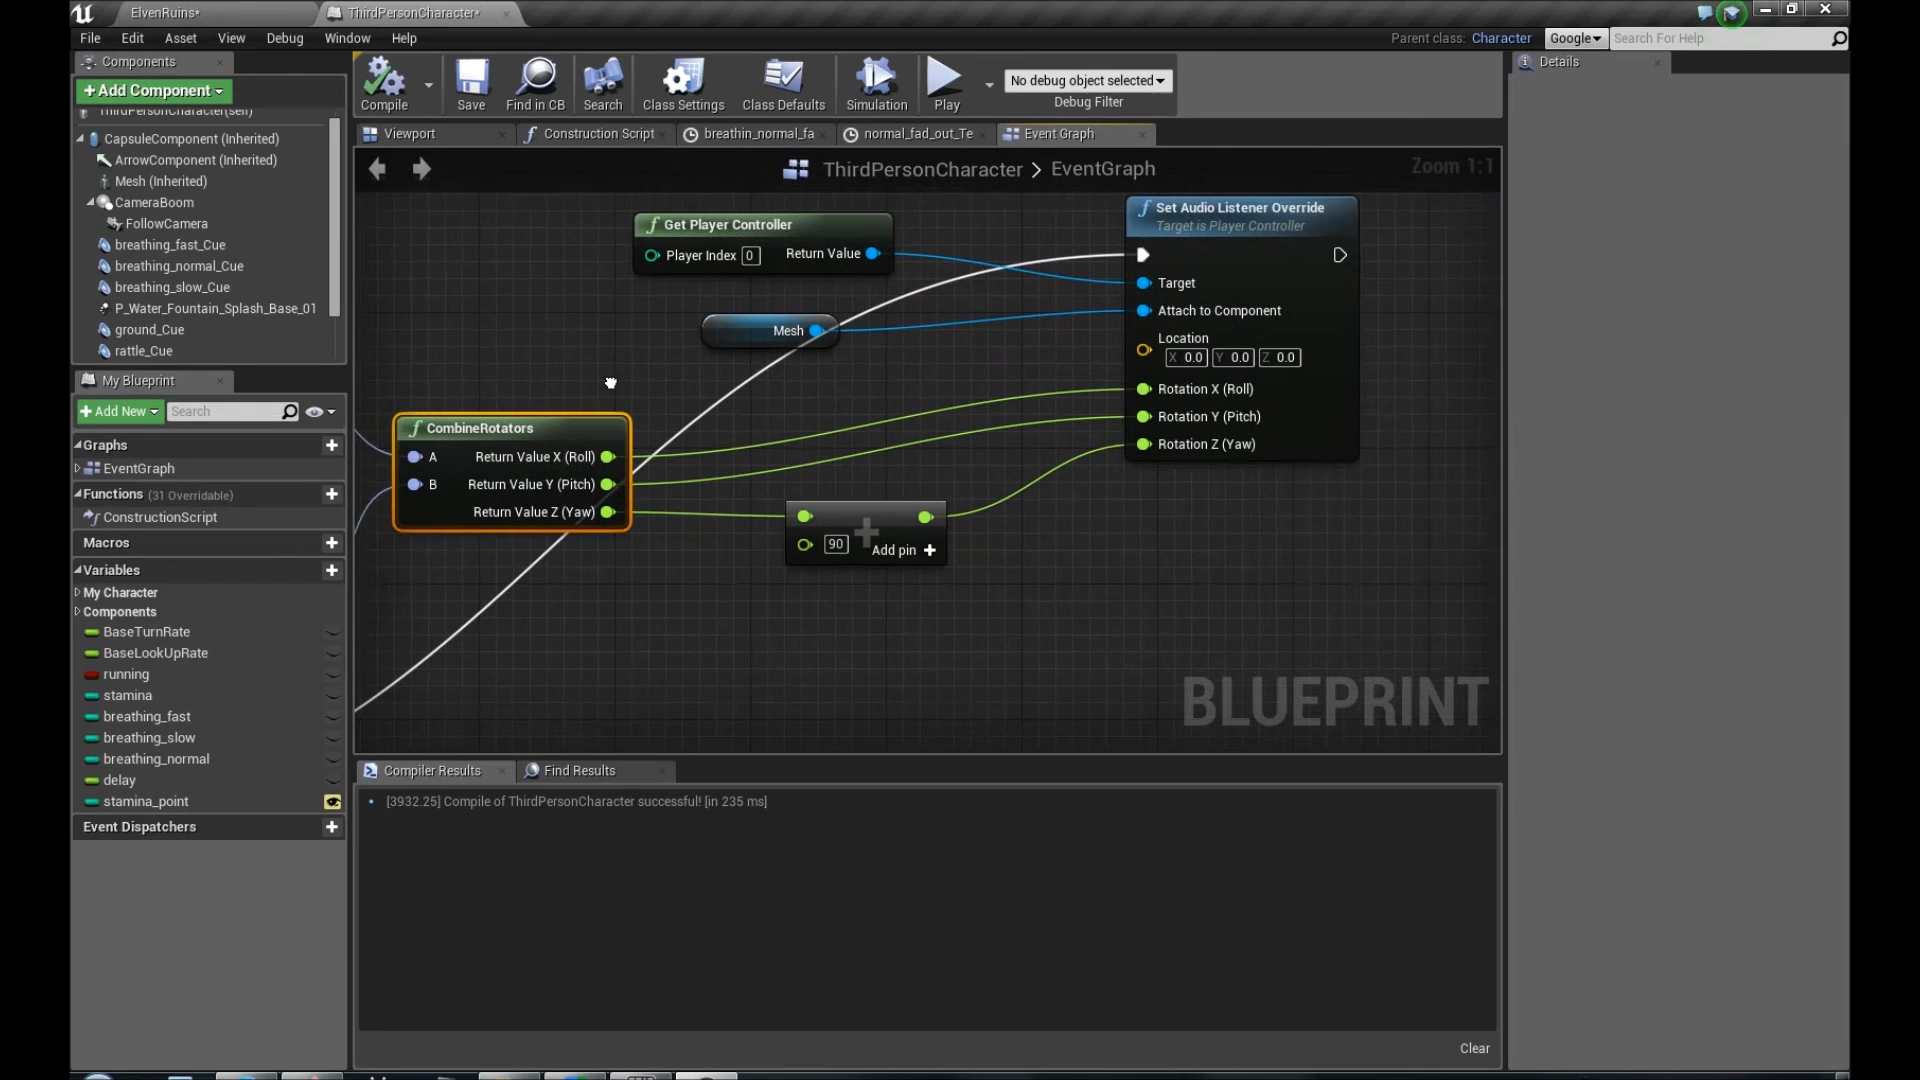 ElvenRuins*
ThirdPersonCharacter*
File Edit Asset View Debug Window Help
Parent class: Character
Google
Search For Help
Components
+Add Component
ThirdPersonCharacter(self)
CapsuleComponent (Inherited)
ArrowComponent (Inherited)
Mesh (Inherited)
CameraBoom
FollowCamera
breathing_fast_Cue
breathing_normal_Cue
breathing_slow_Cue
P_Water_Fountain_Splash_Base_01
ground_Cue
rattle_Cue
My Blueprint
+Add New
Search
Graphs
EventGraph
Functions (31 Overridable)
ConstructionScript
Macros
Variables
My Character
Components
BaseTurnRate
BaseLookUpRate
running
stamina
breathing_fast
breathing_slow
breathing_normal
delay
stamina_point
Event Dispatchers
Compile
Save
Find in CB
Search
Class Settings
Class Defaults
Simulation
Play
No debug object selected
Debug Filter
Viewport
Construction Script
breathin_normal_fa
normal_fad_out_Te
Event Graph
ThirdPersonCharacter > EventGraph
Zoom 1:1
Get Player Controller
Player Index 0
Return Value
Mesh
CombineRotators
A Return Value X (Roll)
B Return Value Y (Pitch)
Return Value Z (Yaw)
90
Add pin +
Set Audio Listener Override
Target is Player Controller
Target
Attach to Component
Location
X 0.0 Y 0.0 Z 0.0
Rotation X (Roll)
Rotation Y (Pitch)
Rotation Z (Yaw)
BLUEPRINT
Compiler Results
Find Results
[3932.25] Compile of ThirdPersonCharacter successful! [in 235 ms]
Clear
Details